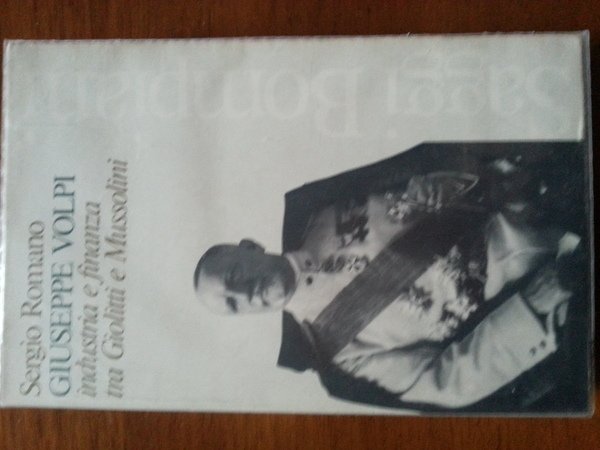 Sergio Romano
GIUSEPPE VOLPI
industria e finanza
tra Giolitti e Mussolini
saggi Bompiani